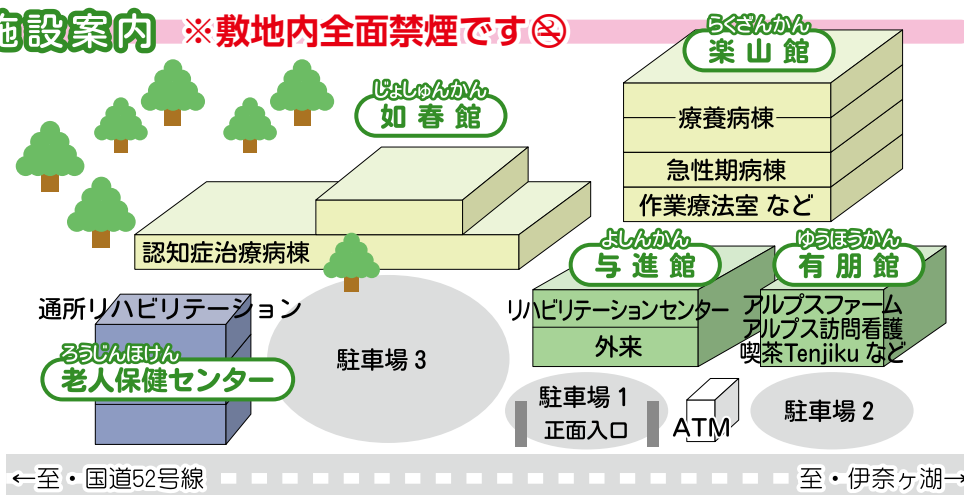 施設案内 ※敷地内全面禁煙です
らくざんかん
楽山館
療養病棟
急性期病棟
作業療法室 など
じょしゅんかん
如春館
認知症治療病棟
よしんかん
与進館
リハビリテーションセンター
外来
ゆうほうかん
有朋館
アルプスファーム
アルプス訪問看護
喫茶Tenjiku など
通所リハビリテーション
ろうじんほけん
老人保健センター
駐車場 3
駐車場 1
正面入口
ATM
駐車場 2
←至・国道52号線
至・伊奈ヶ湖→